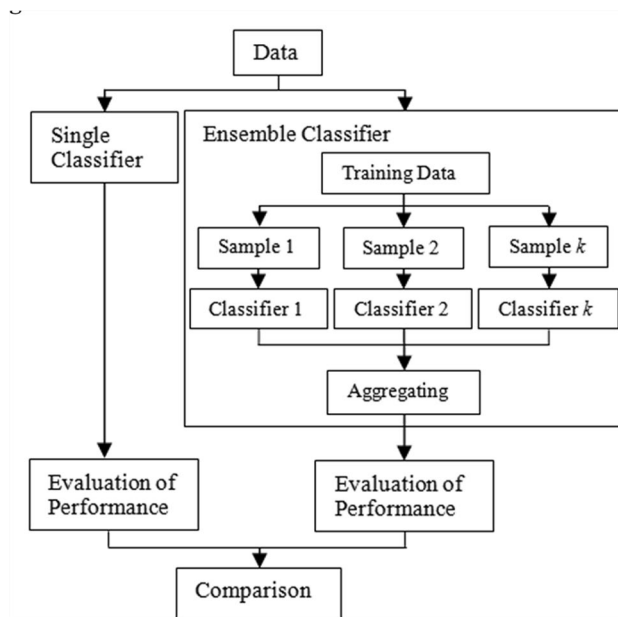 Data
Single
Classifier
Ensemble Classifier
Training Data
Sample 1
Sample 2
Sample k
Classifier 1
Classifier 2
Classifier k
Aggregating
Evaluation of
Performance
Evaluation of
Performance
Comparison